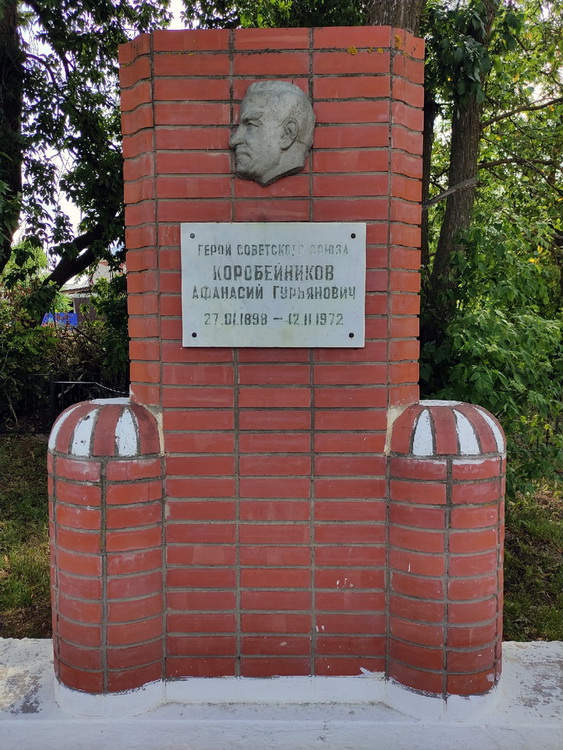 ГЕРОЙ СОВЕТСКОГО СОЮЗА
КОРОБЕЙНИКОВ
АФАНАСИЙ ГУРЬЯНОВИЧ
27.01.1898 — 12.11.1972